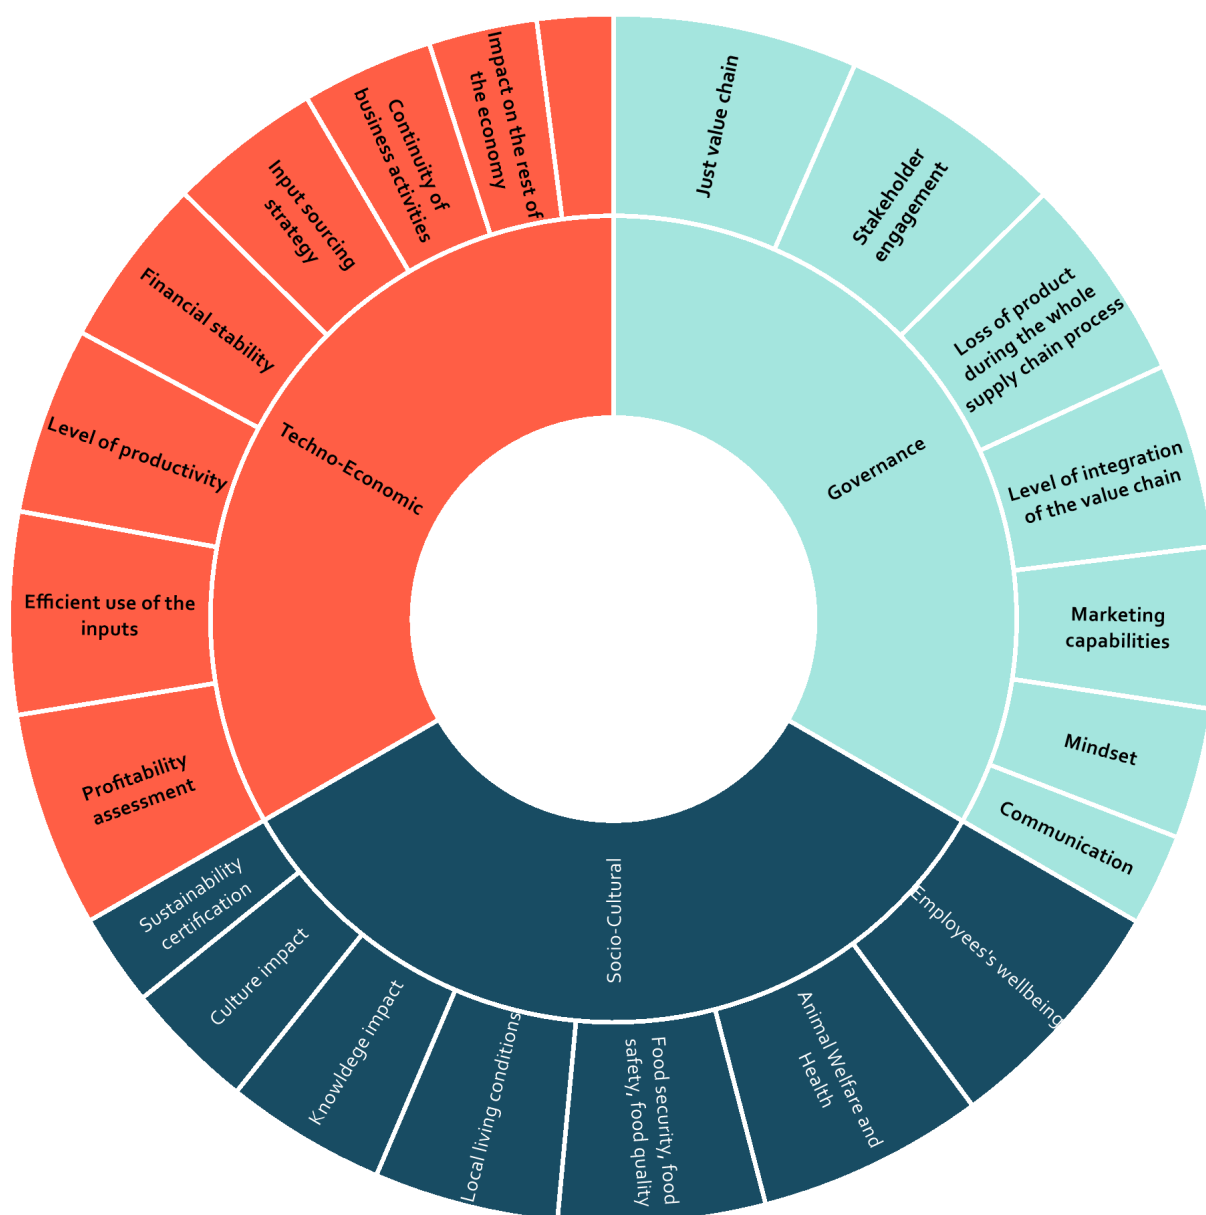 Techno-Economic
Governance
Socio-Cultural
Just value chain
Stakeholder
engagement
Loss of product
during the whole
supply chain process
Level of integration
of the value chain
Marketing
capabilities
Mindset
Communication
Employees's wellbeing
Animal Welfare and
Health
Food security, food
safety, food quality
Local living conditions
Knowldege impact
Culture impact
Sustainability
certification
Profitability
assessment
Efficient use of the
inputs
Level of productivity
Financial stability
Input sourcing
strategy
Continuity of
business activities
Impact on the rest of
the economy